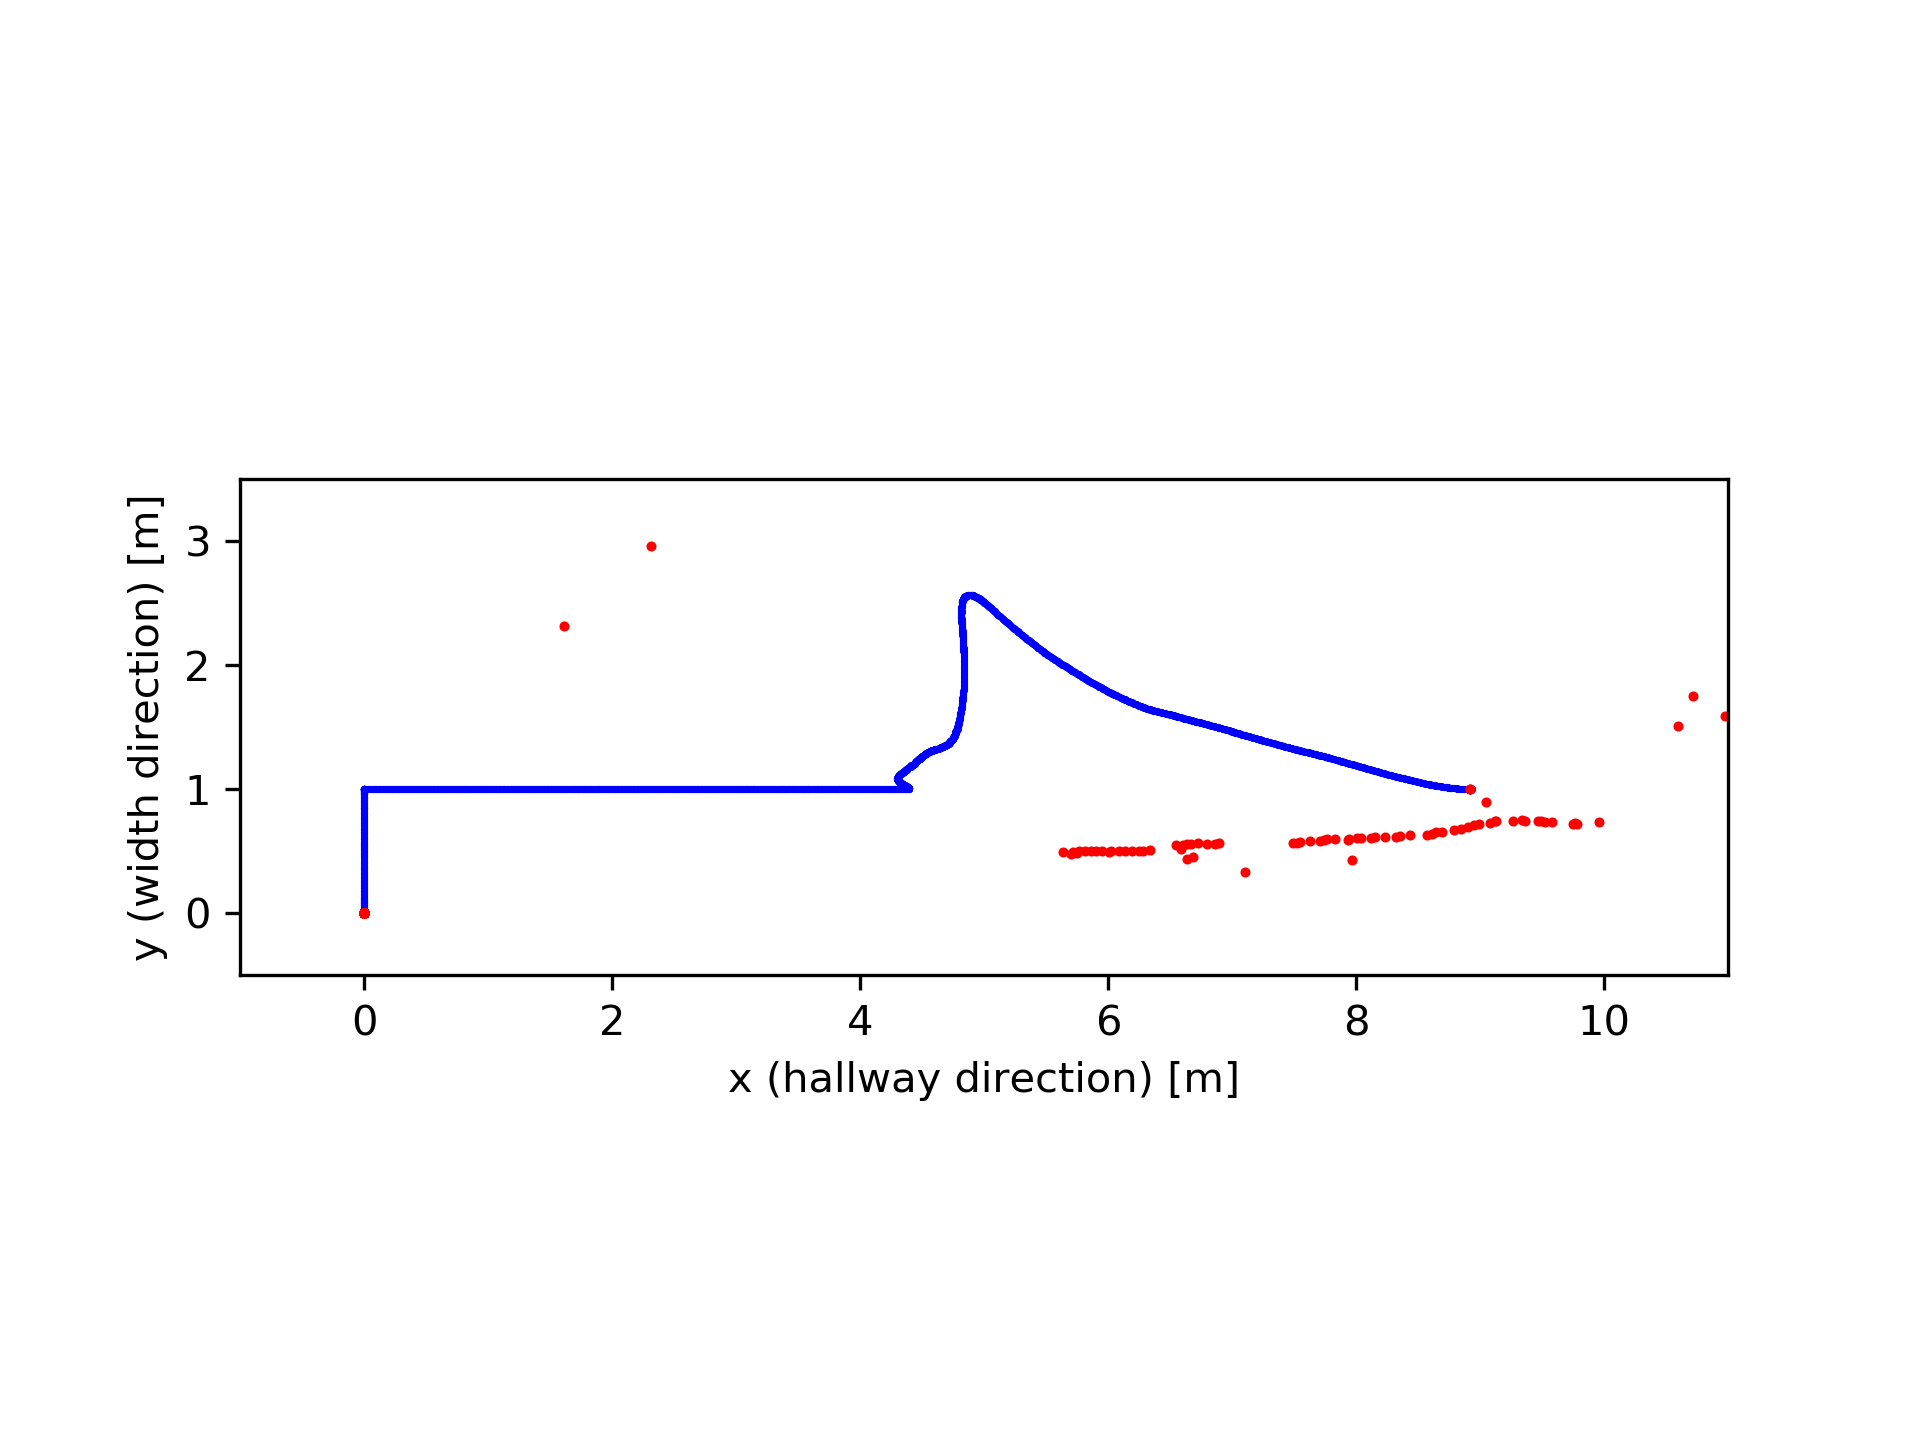 3
2
1
0
y (width direction) [m]
0 2 4 6 8 10
x (hallway direction) [m]